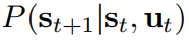 P(s_{t+1}|s_t, u_t)